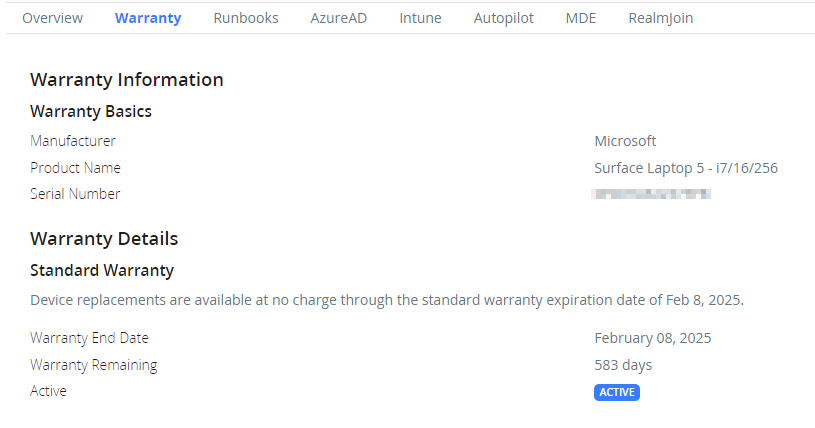 Overview Warranty Runbooks AzureAD Intune Autopilot MDE RealmJoin
Warranty Information
Warranty Basics
Manufacturer Microsoft
Product Name Surface Laptop 5 - i7/16/256
Serial Number
Warranty Details
Standard Warranty
Device replacements are available at no charge through the standard warranty expiration date of Feb 8, 2025.
Warranty End Date February 08, 2025
Warranty Remaining 583 days
Active ACTIVE